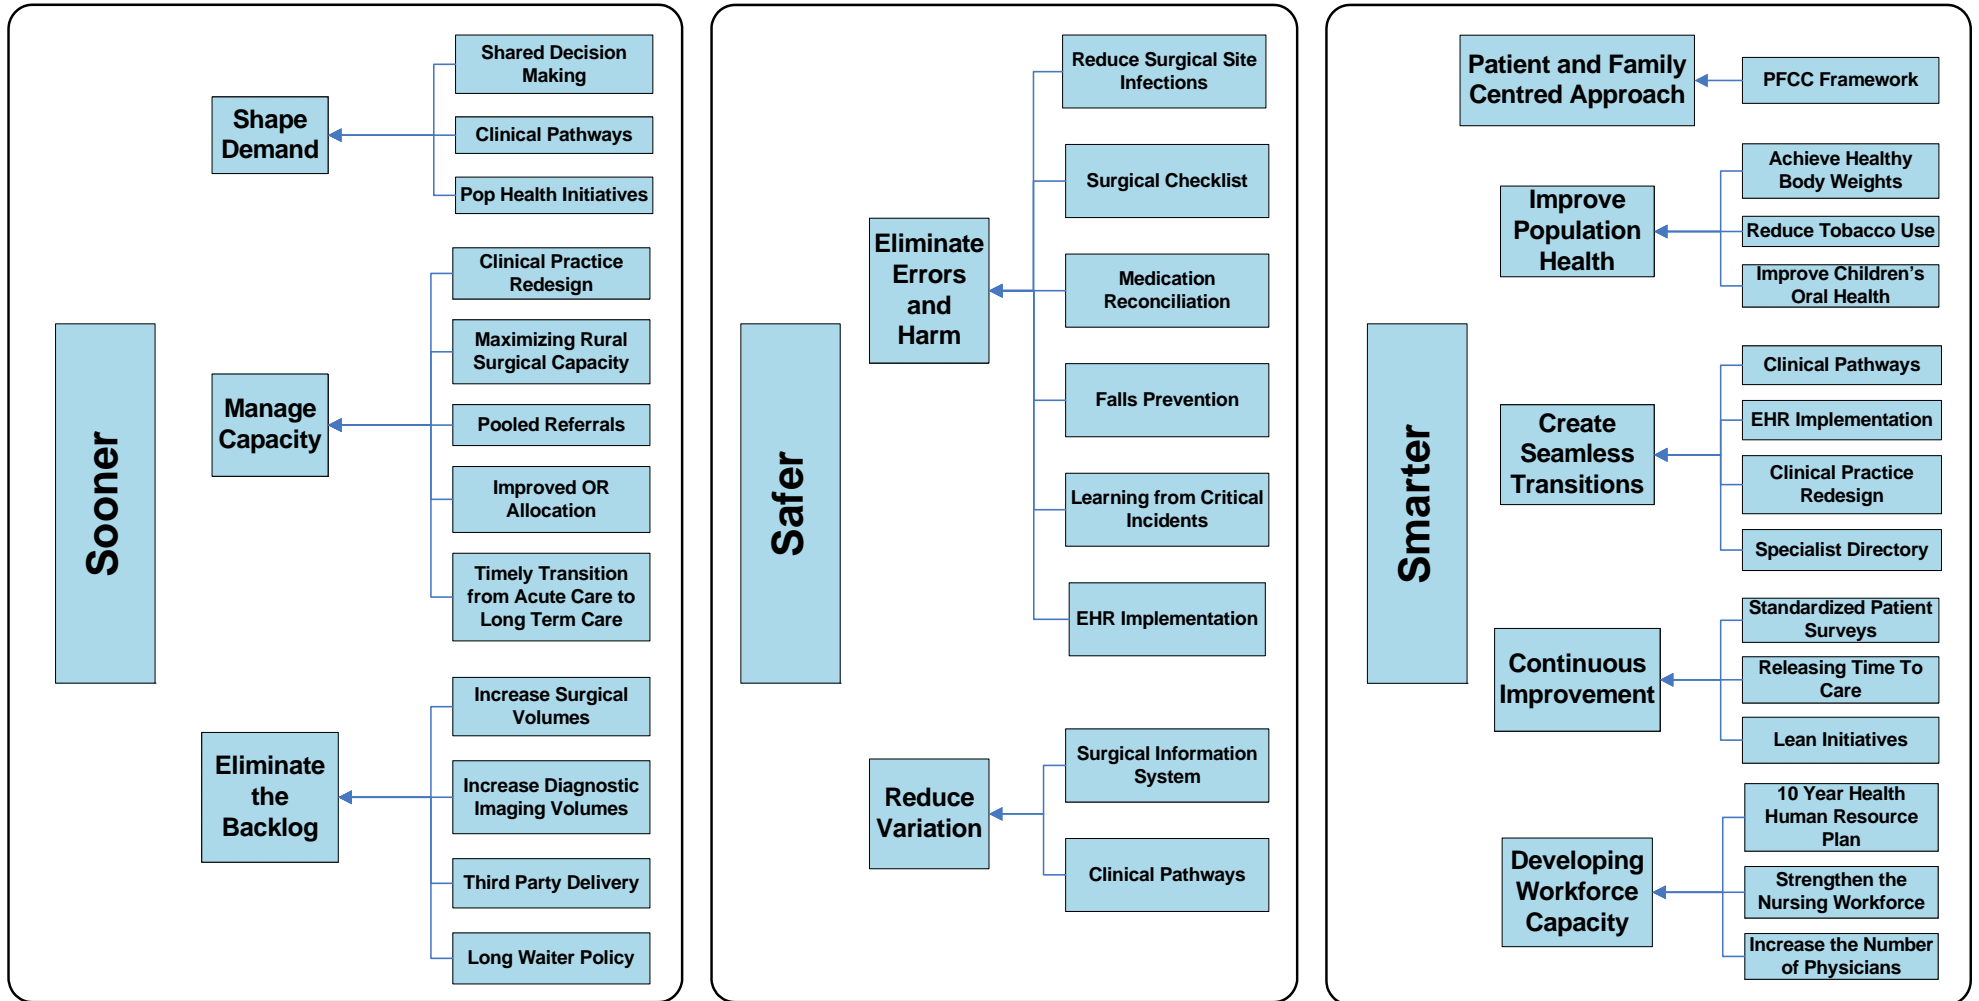 Sooner
Shape
Demand
Shared Decision
Making
Clinical Pathways
Pop Health Initiatives
Manage
Capacity
Clinical Practice
Redesign
Maximizing Rural
Surgical Capacity
Pooled Referrals
Improved OR
Allocation
Timely Transition
from Acute Care to
Long Term Care
Eliminate
the
Backlog
Increase Surgical
Volumes
Increase Diagnostic
Imaging Volumes
Third Party Delivery
Long Waiter Policy
Safer
Eliminate
Errors
and
Harm
Reduce Surgical Site
Infections
Surgical Checklist
Medication
Reconciliation
Falls Prevention
Learning from Critical
Incidents
EHR Implementation
Reduce
Variation
Surgical Information
System
Clinical Pathways
Smarter
Patient and Family
Centred Approach
PFCC Framework
Improve
Population
Health
Achieve Healthy
Body Weights
Reduce Tobacco Use
Improve Children's
Oral Health
Create
Seamless
Transitions
Clinical Pathways
EHR Implementation
Clinical Practice
Redesign
Specialist Directory
Continuous
Improvement
Standardized Patient
Surveys
Releasing Time To
Care
Lean Initiatives
Developing
Workforce
Capacity
10 Year Health
Human Resource
Plan
Strengthen the
Nursing Workforce
Increase the Number
of Physicians